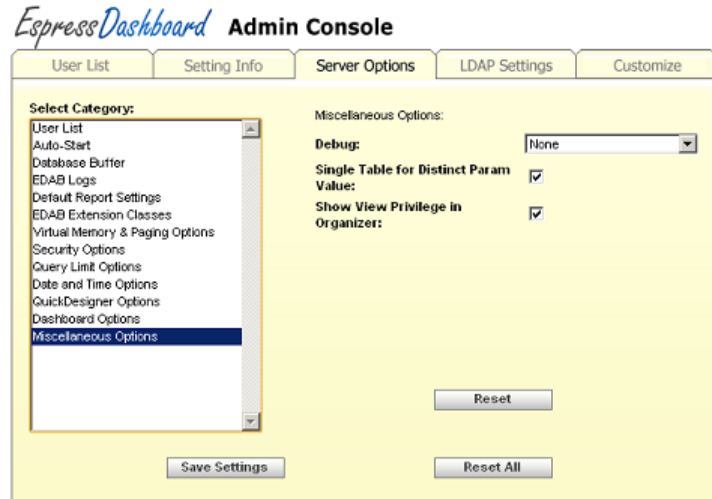 EspressDashboard Admin Console
User List Setting Info Server Options LDAP Settings Customize
Select Category:
User List
Auto-Start
Database Buffer
EDAB Logs
Default Report Settings
EDAB Extension Classes
Virtual Memory & Paging Options
Security Options
Query Limit Options
Date and Time Options
QuickDesigner Options
Dashboard Options
Miscellaneous Options
Miscellaneous Options:
Debug: None
Single Table for Distinct Param
Value:
Show View Privilege in
Organizer:
Reset
Save Settings Reset All